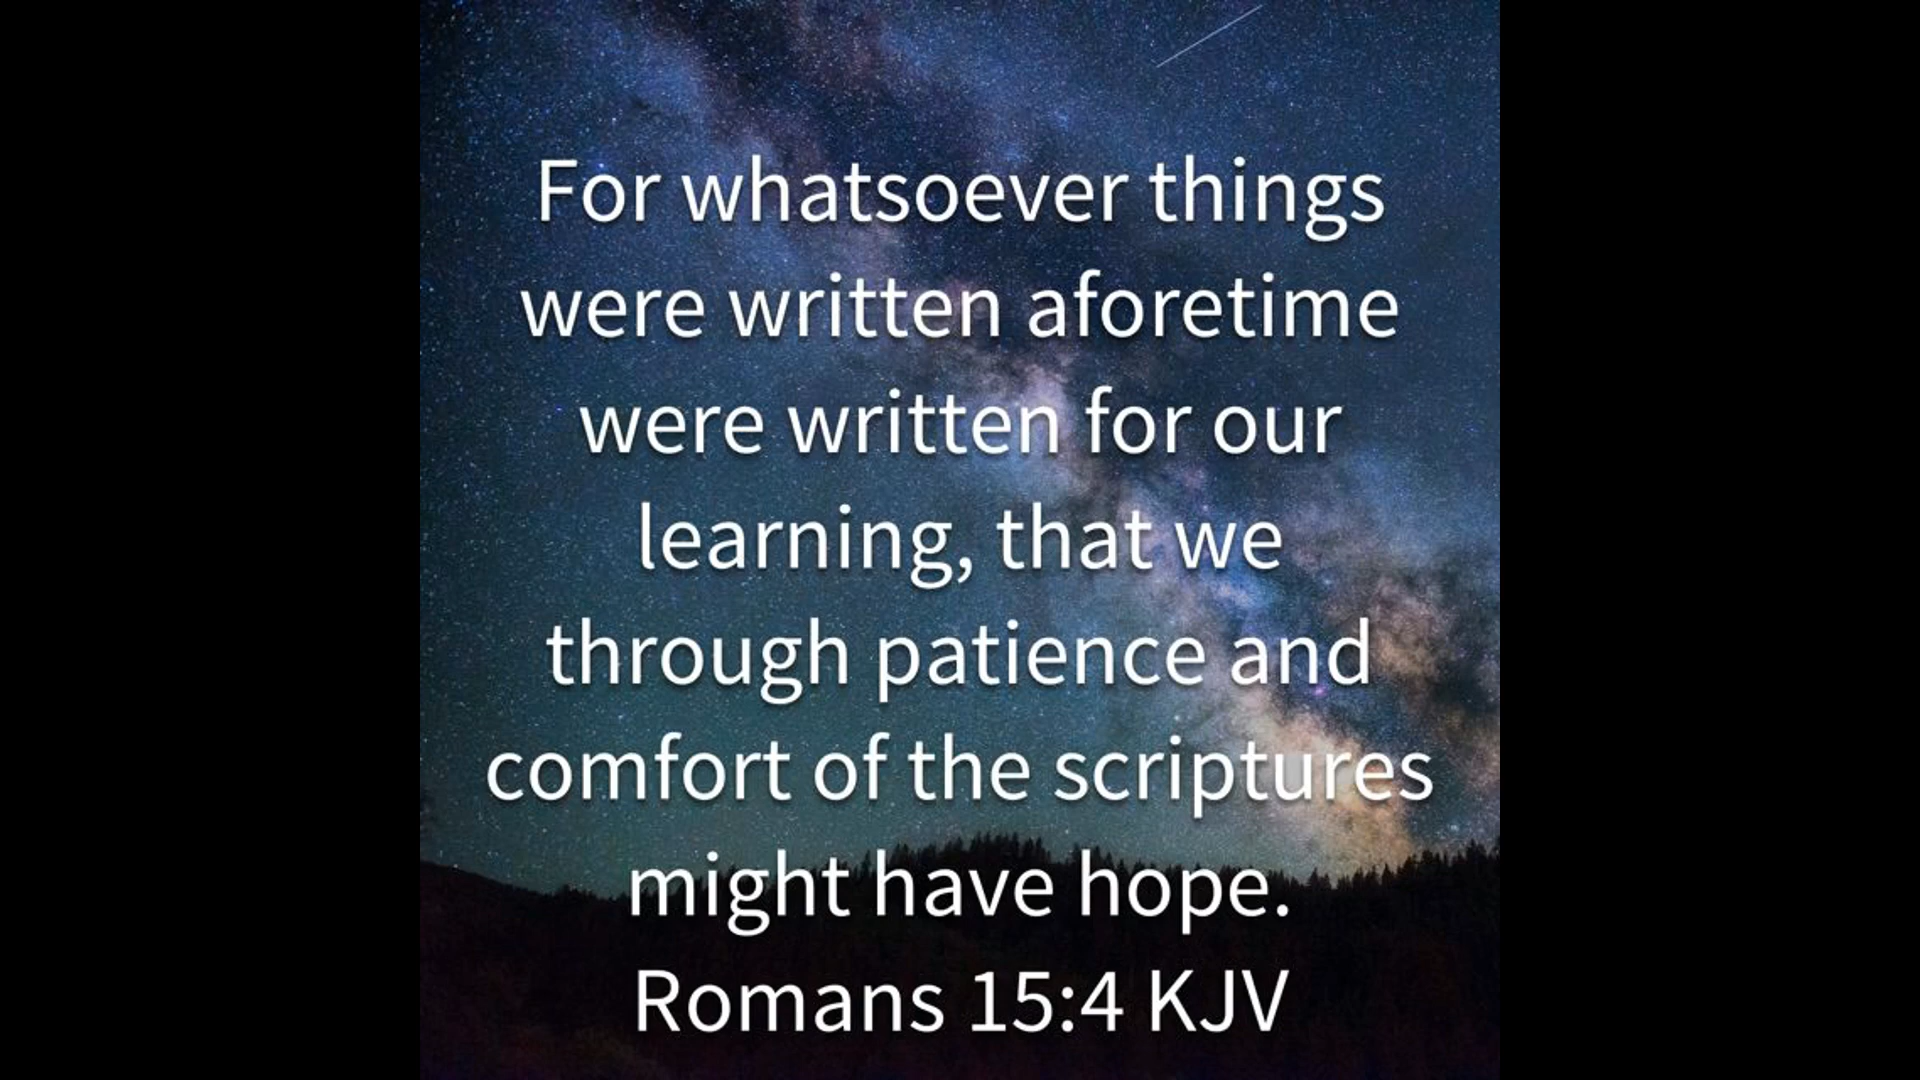 For whatsoever things
were written aforetime
were written for our
learning, that we
through patience and
comfort of the scriptures
might have hope.
Romans 15:4 KJV